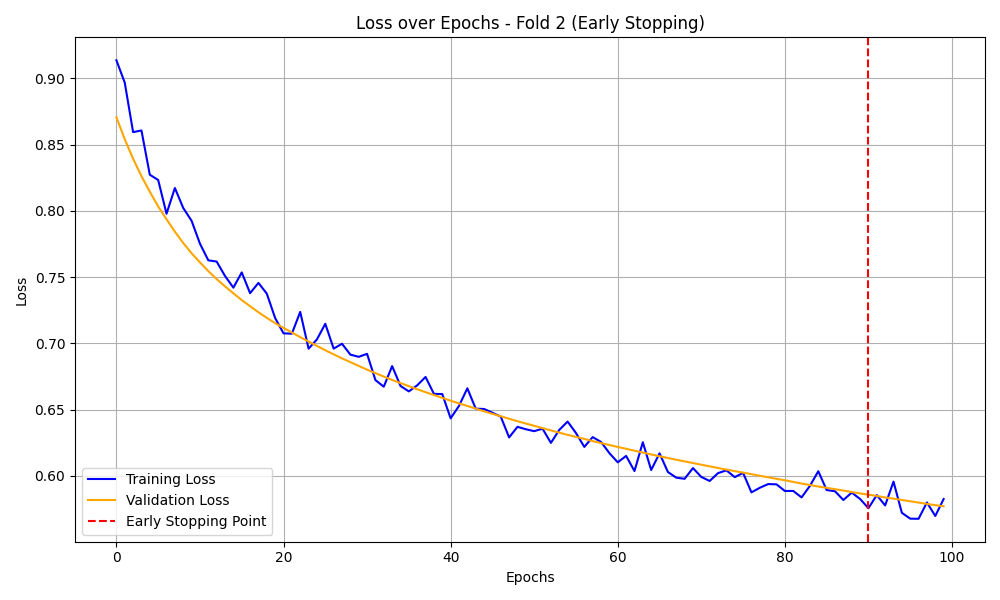 Loss over Epochs - Fold 2 (Early Stopping)
Loss
0.90
0.85
0.80
0.75
0.70
0.65
0.60
Training Loss
Validation Loss
Early Stopping Point
0 20 40 60 80 100
Epochs